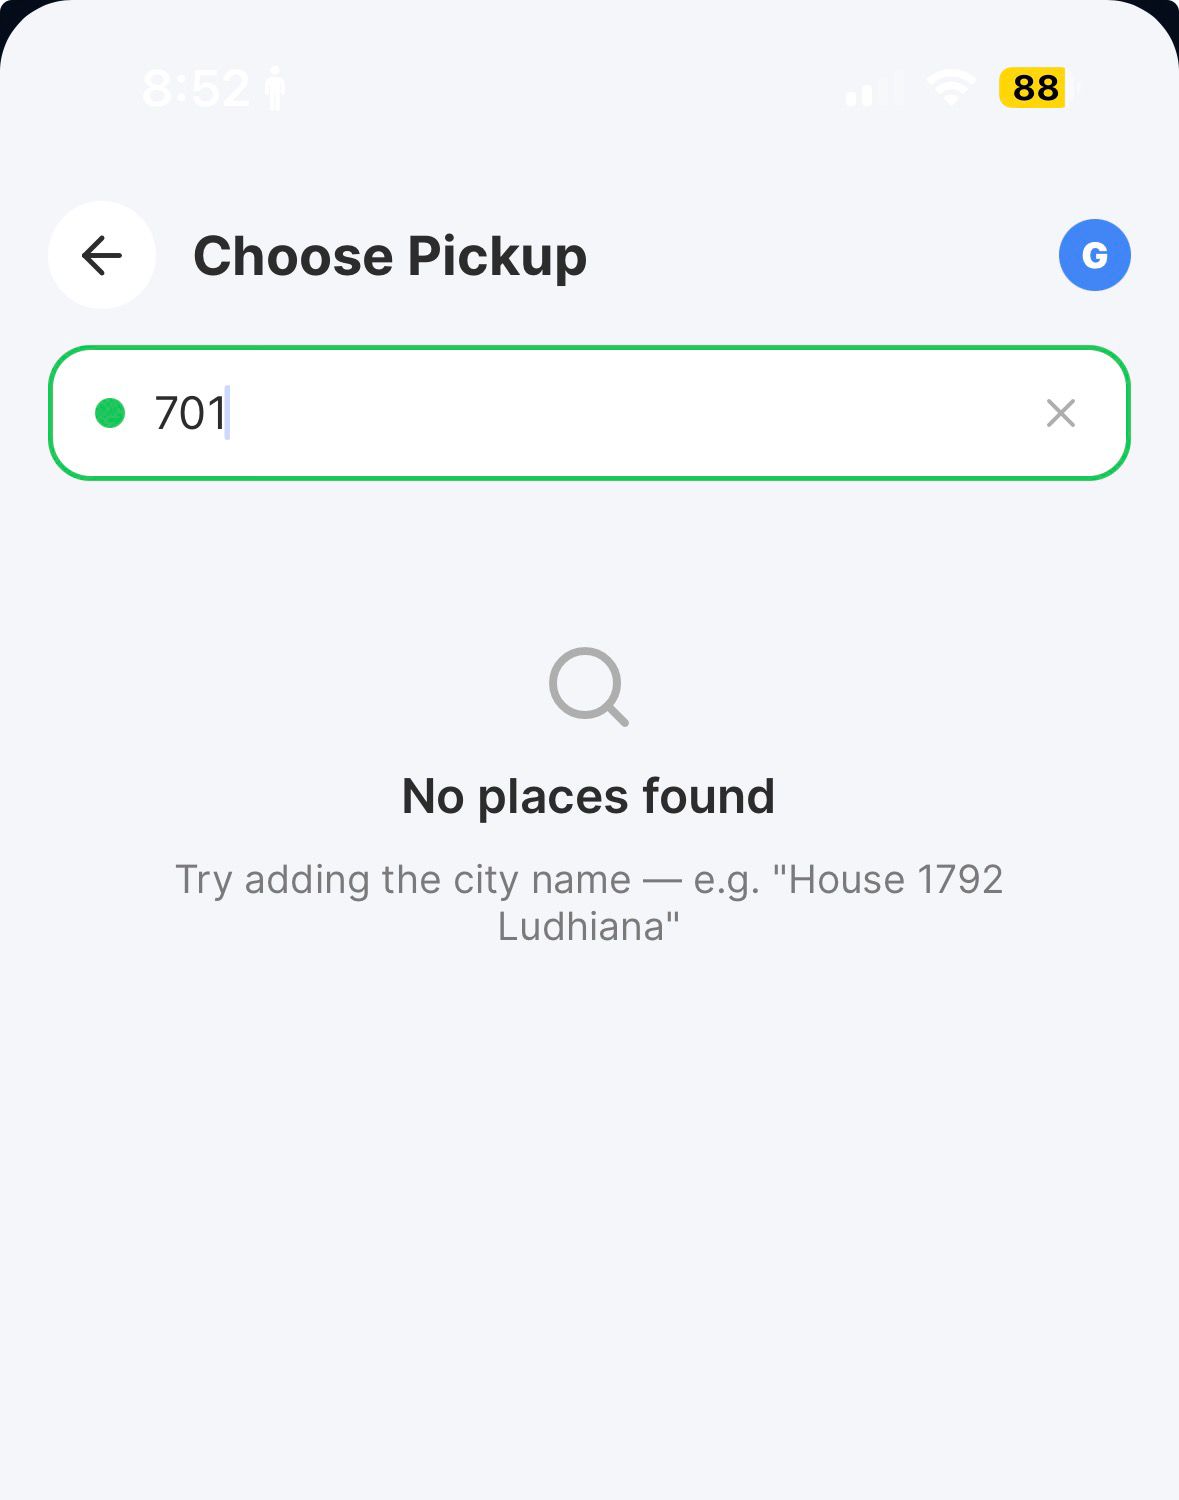 8:52
88
Choose Pickup
G
701
No places found
Try adding the city name — e.g. "House 1792
Ludhiana"